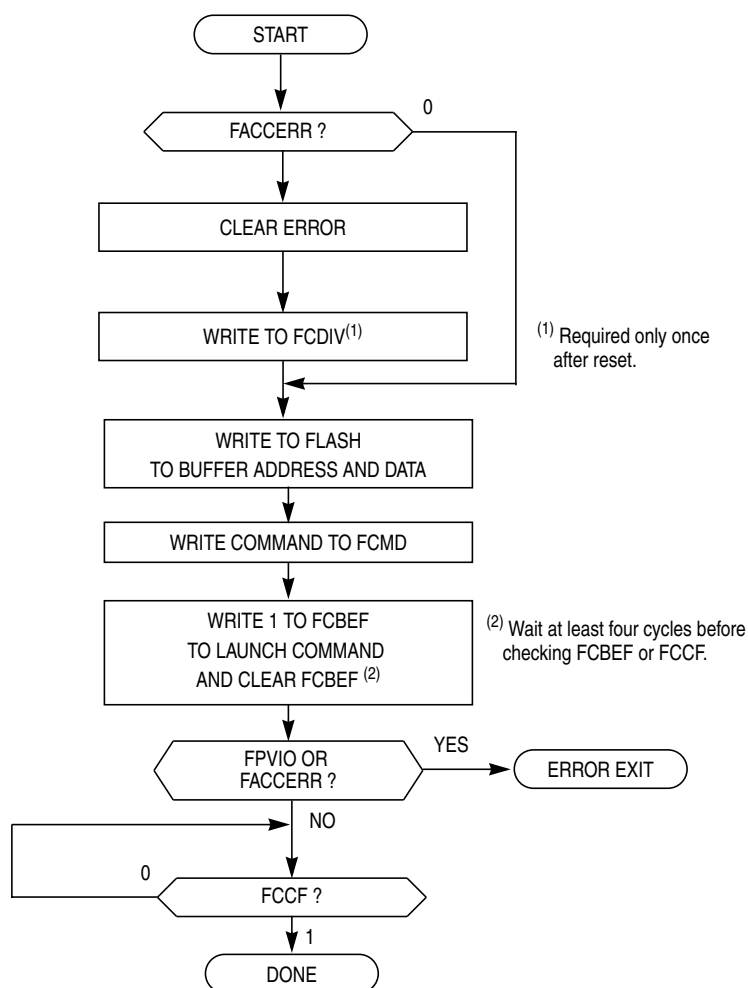 START
0
FACCERR ?
CLEAR ERROR
WRITE TO FCDIV(1)
(1) Required only once
after reset.
WRITE TO FLASH
TO BUFFER ADDRESS AND DATA
WRITE COMMAND TO FCMD
WRITE 1 TO FCBEF
TO LAUNCH COMMAND
AND CLEAR FCBEF (2)
(2) Wait at least four cycles before
checking FCBEF or FCCF.
FPVIO OR
FACCERR ?
YES
ERROR EXIT
NO
0
FCCF ?
1
DONE